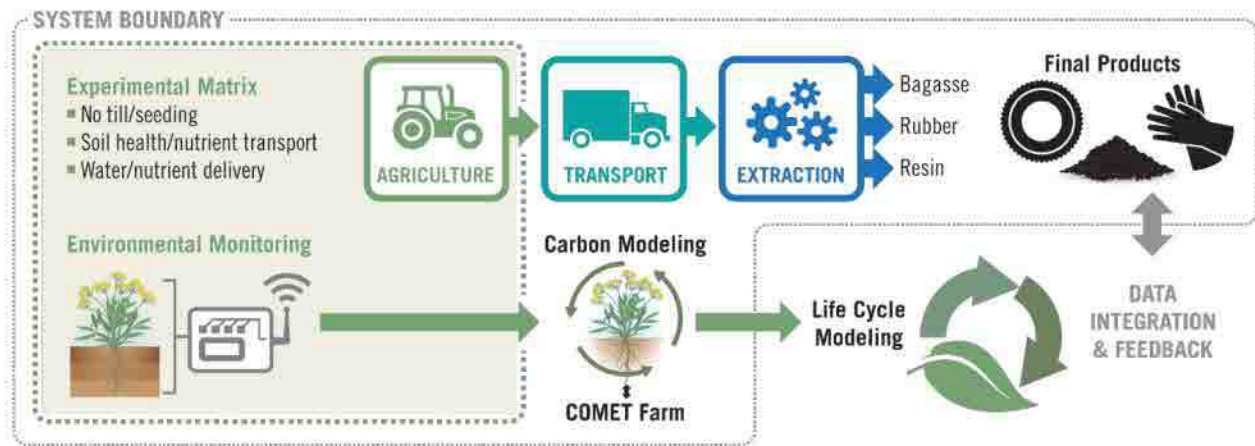 SYSTEM BOUNDARY
Experimental Matrix
No till/seeding
Soil health/nutrient transport
Water/nutrient delivery
AGRICULTURE
TRANSPORT
EXTRACTION
Bagasse
Rubber
Resin
Final Products
Environmental Monitoring
Carbon Modeling
COMET Farm
Life Cycle
Modeling
DATA
INTEGRATION
& FEEDBACK